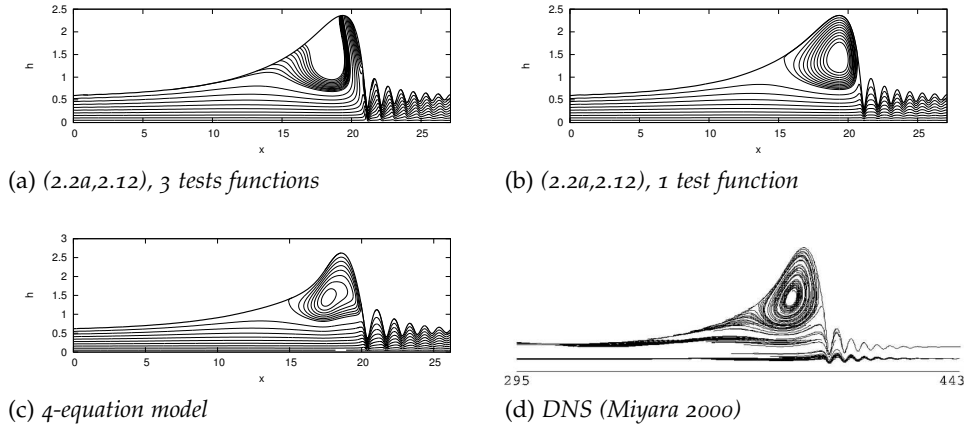 2.5
2
1.5
1
0.5
0
h
0 5 10 15 20 25
x
(a) (2.2a,2.12), 3 tests functions
2.5
2
1.5
1
0.5
0
h
0 5 10 15 20 25
x
(b) (2.2a,2.12), 1 test function
3
2.5
2
1.5
1
0.5
0
h
0 5 10 15 20 25
x
(c) 4-equation model
295 443
(d) DNS (Miyara 2000)